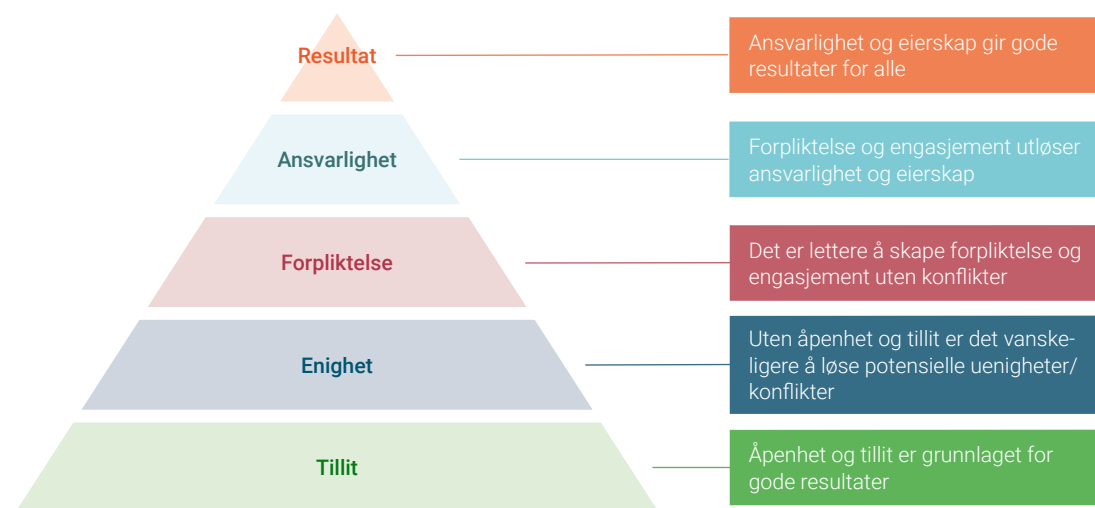 Resultat
Ansvarlighet og eierskap gir gode
resultater for alle
Ansvarlighet
Forpliktelse og engasjement utløser
ansvarlighet og eierskap
Forpliktelse
Det er lettere å skape forpliktelse og
engasjement uten konflikter
Enighet
Uten åpenhet og tillit er det vanske-
ligere å løse potensielle uenigheter/
konflikter
Tillit
Åpenhet og tillit er grunnlaget for
gode resultater